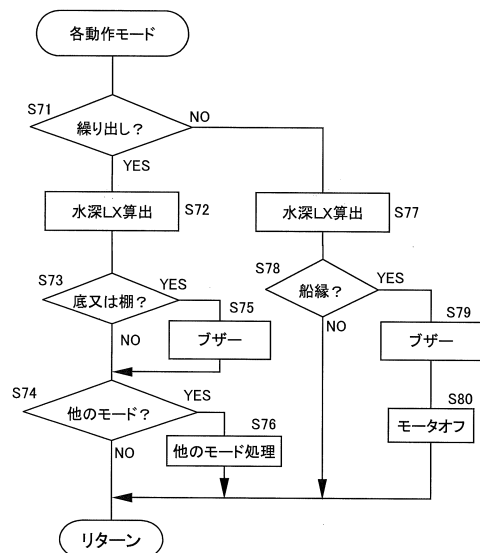 各動作モード
S71
繰り出し？
NO
YES
水深LX算出
S72
水深LX算出
S77
S73
底又は棚？
YES
S75
NO
ブザー
S78
船縁？
YES
S79
NO
ブザー
S74
他のモード？
YES
S76
NO
他のモード処理
S80
モータオフ
リターン